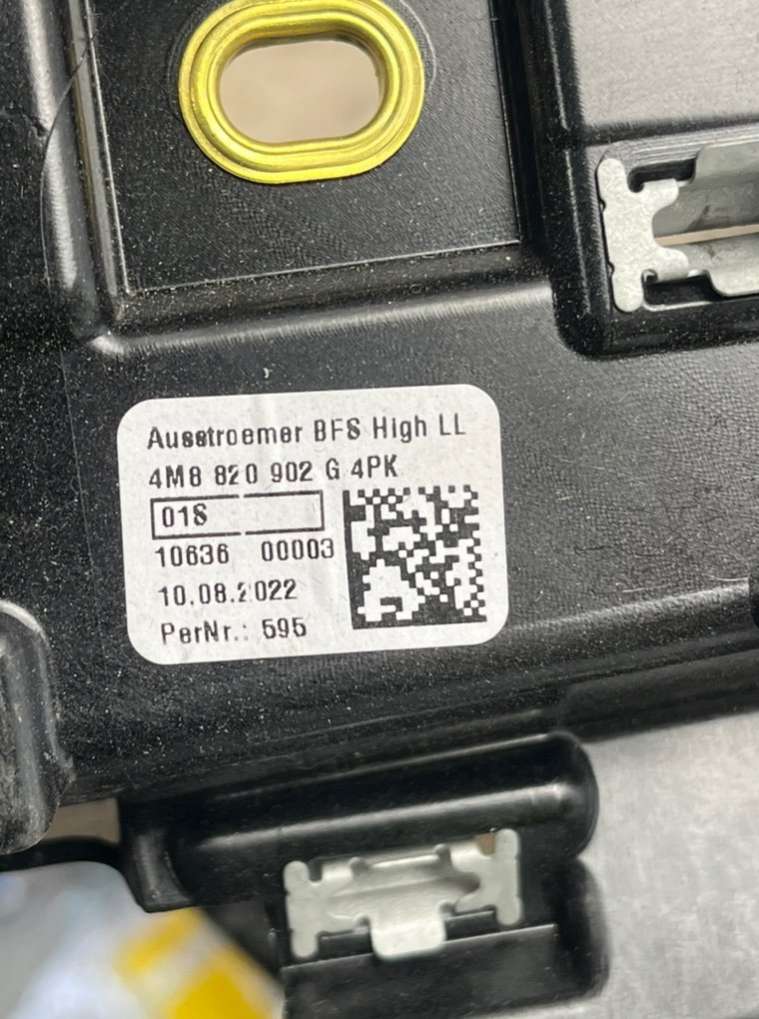 Ausstroemer BFS High LL
4M8 820 902 G 4PK
01S
10636 00003
10.08.2022
PerNr.: 595